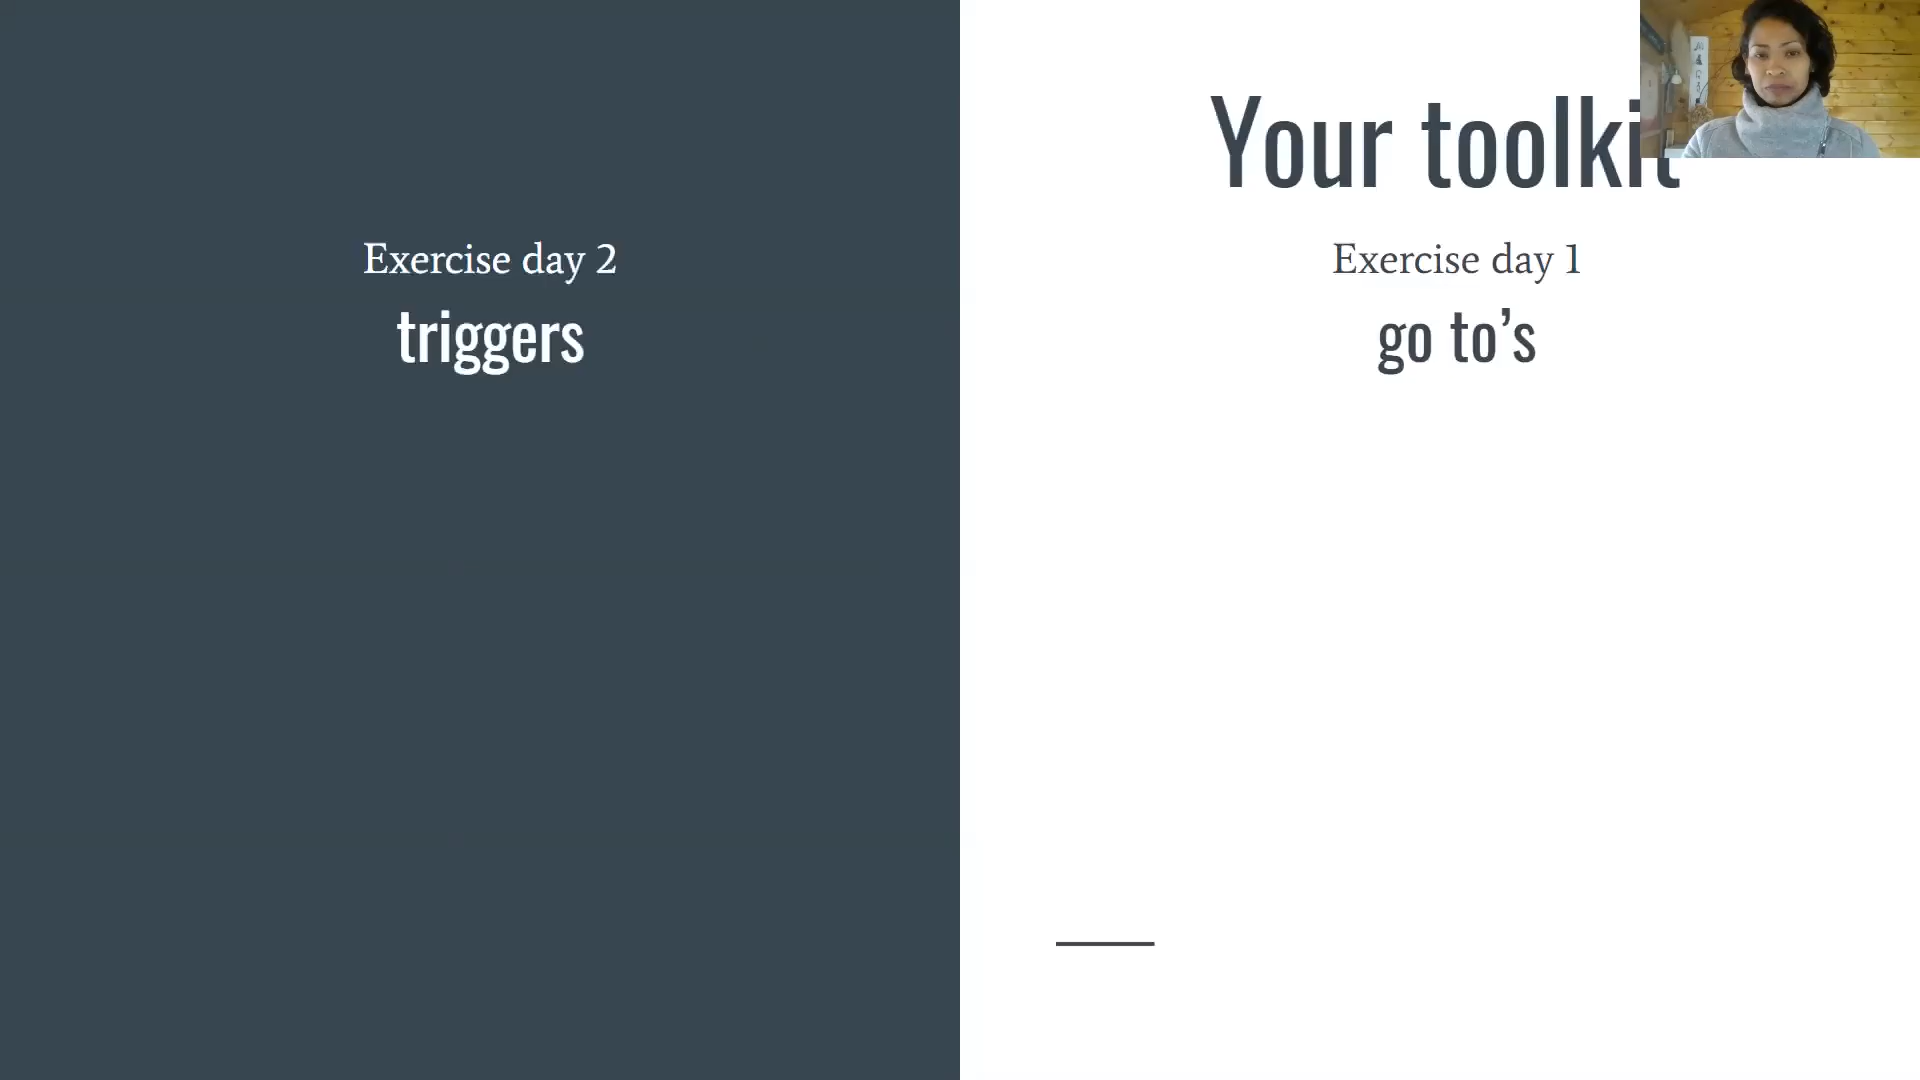 Your toolkit
Exercise day 2
triggers
Exercise day 1
go to’s